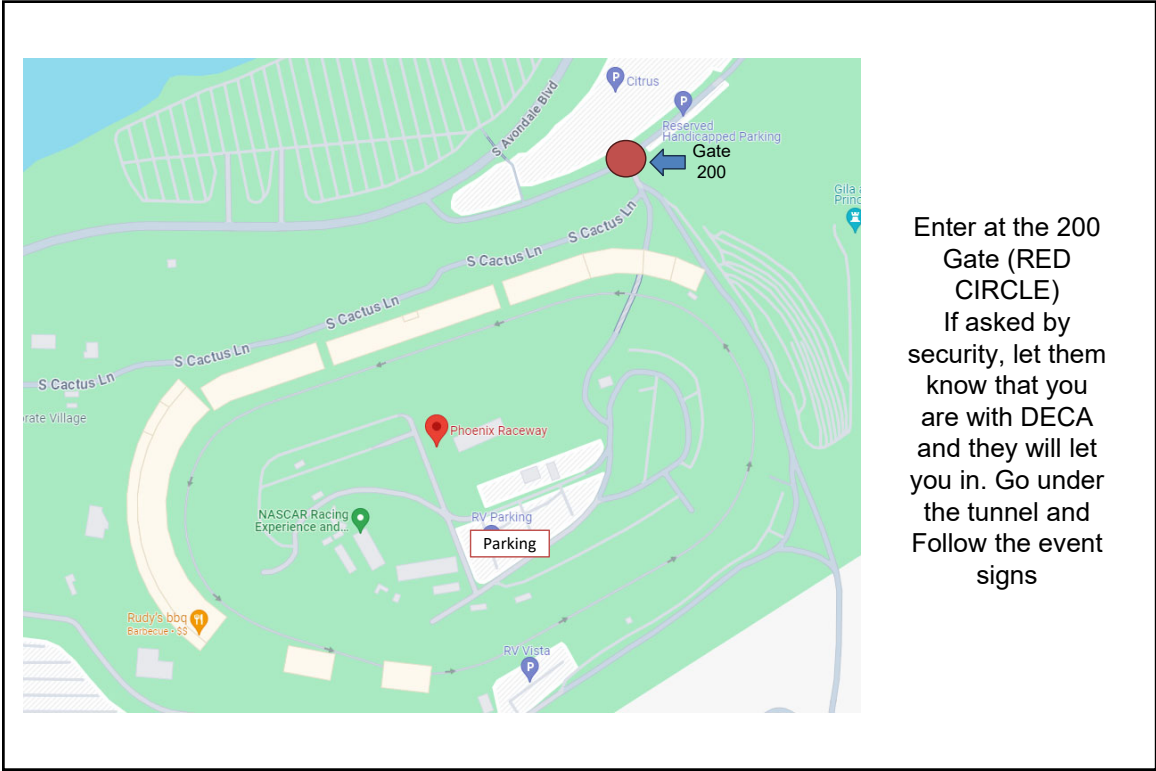 Citrus
S Avondale Blvd
Reserved
Handicapped Parking
Gate
200
Gila a
Princ
S Cactus Ln
S Cactus Ln
S Cactus Ln
S Cactus Ln
S Cactus Ln
rate Village
Phoenix Raceway
NASCAR Racing
Experience and...
RV Parking
Parking
Rudy's bbq
Barbecue • $$
RV Vista
P
P
P
Enter at the 200
Gate (RED
CIRCLE)
If asked by
security, let them
know that you
are with DECA
and they will let
you in. Go under
the tunnel and
Follow the event
signs